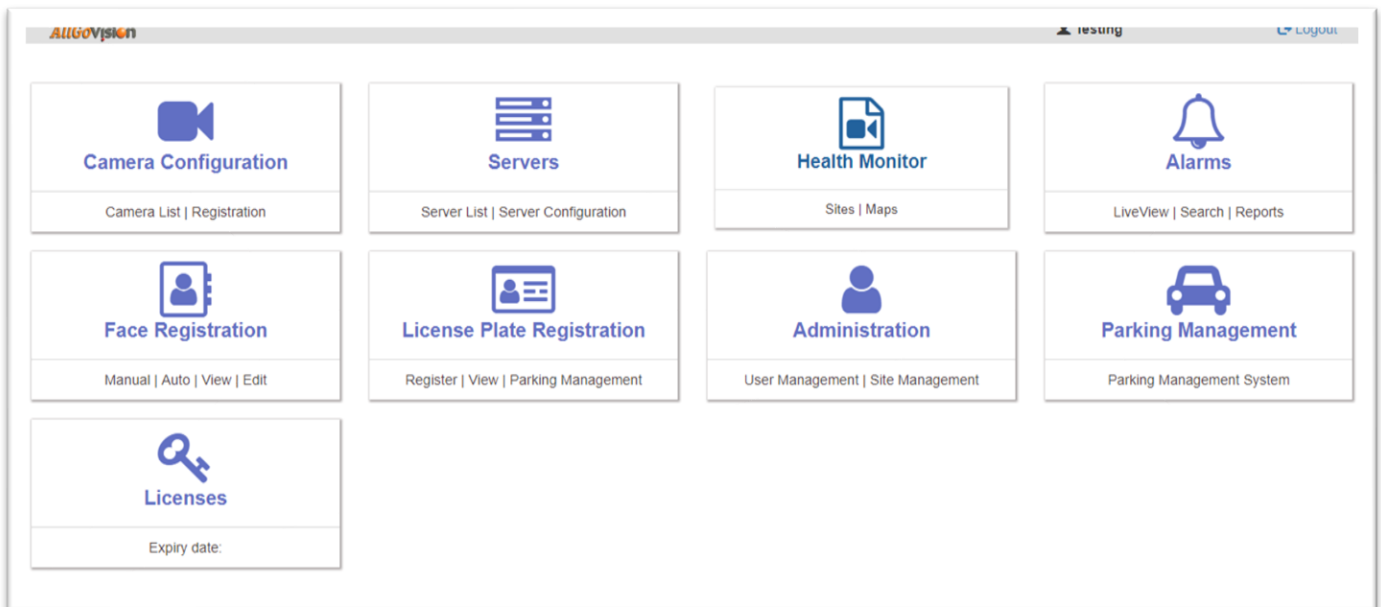 AllGoVision
Testing Logout
Camera Configuration
Camera List | Registration
Servers
Server List | Server Configuration
Health Monitor
Sites | Maps
Alarms
LiveView | Search | Reports
Face Registration
Manual | Auto | View | Edit
License Plate Registration
Register | View | Parking Management
Administration
User Management | Site Management
Parking Management
Parking Management System
Licenses
Expiry date: